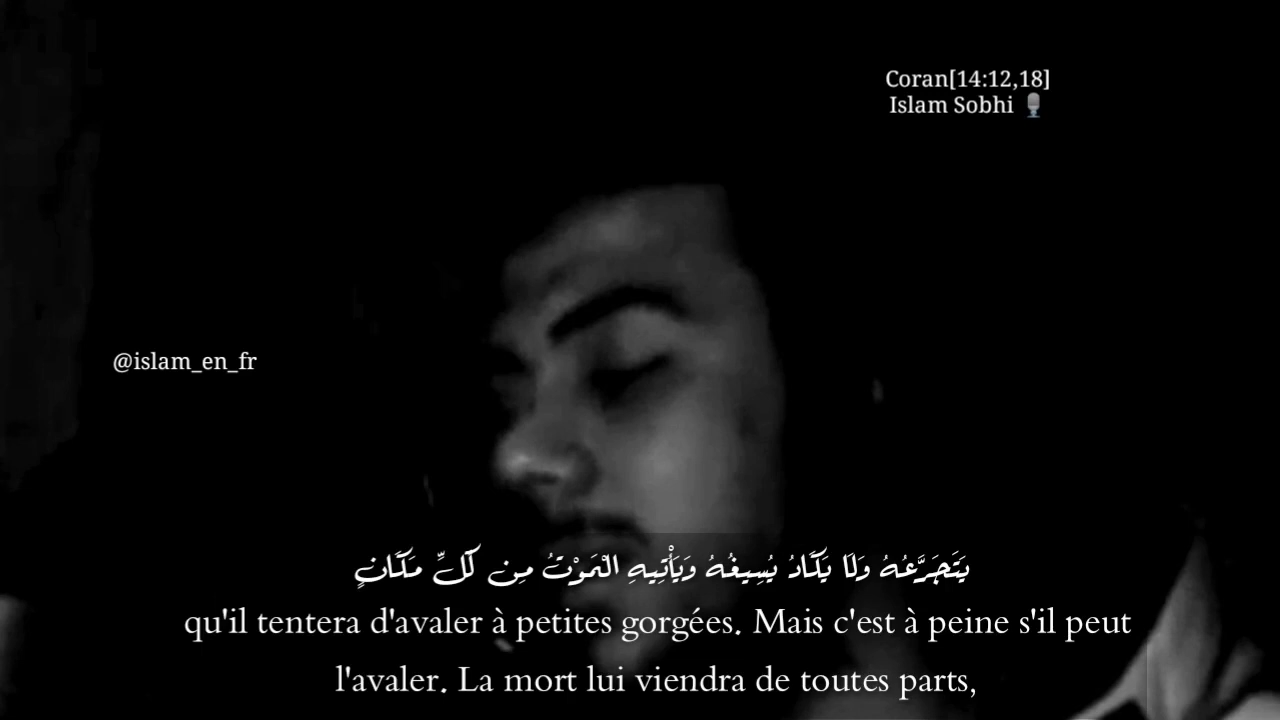 Coran[14:12,18]
Islam Sobhi 🎙️
@islam_en_fr
يَتَجَرَّعُهُ وَلَا يَكَادُ يُسِيغُهُ وَيَأْتِيهِ الْمَوْتُ مِن كُلِّ مَكَانٍ
qu'il tentera d'avaler à petites gorgées. Mais c'est à peine s'il peut
l'avaler. La mort lui viendra de toutes parts,